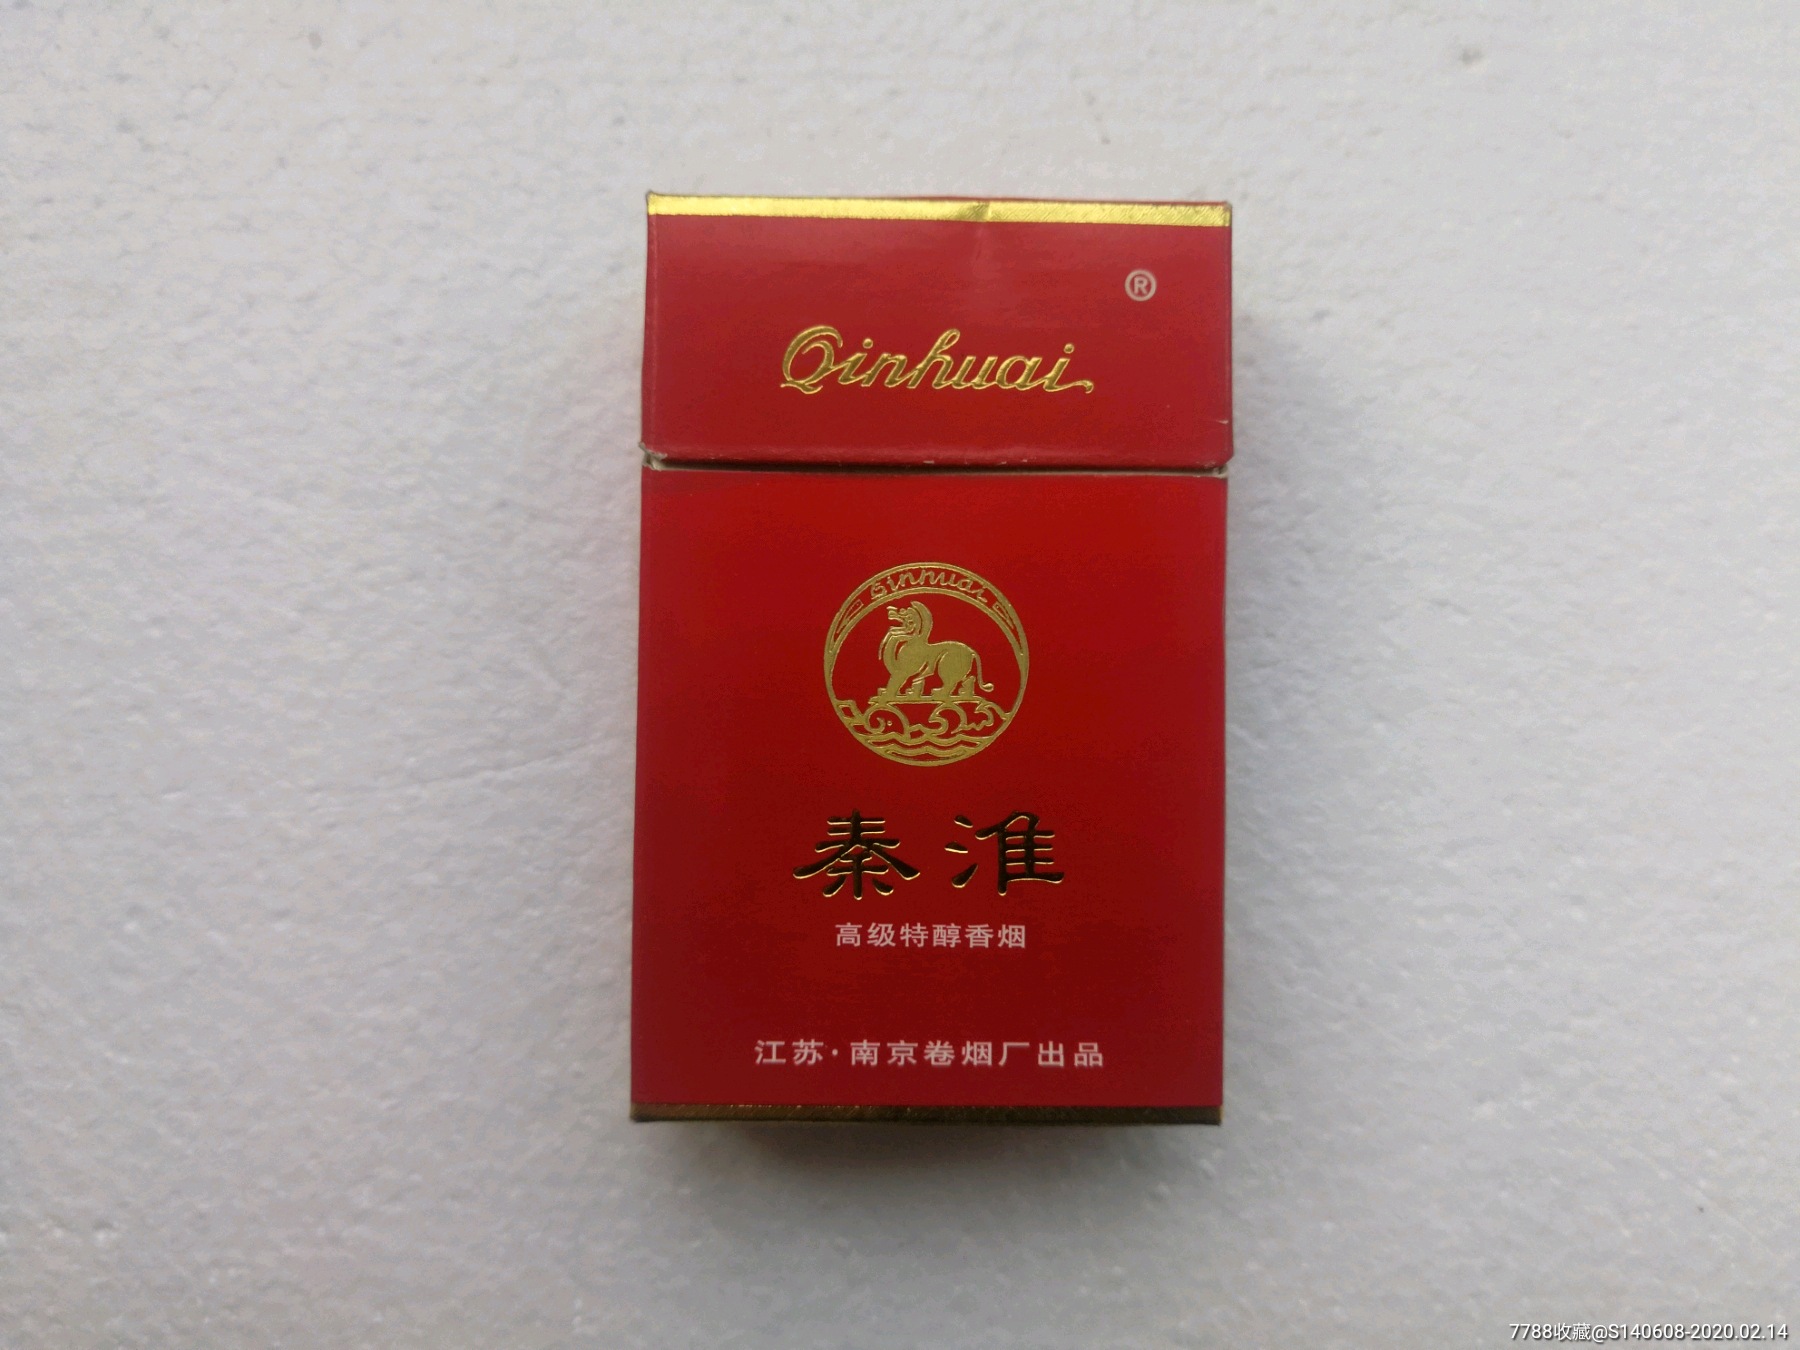 ®
Qinhuai
Qinhuai
秦淮
高级特醇香烟
江苏·南京卷烟厂出品
7788收藏@S140608-2020.02.14